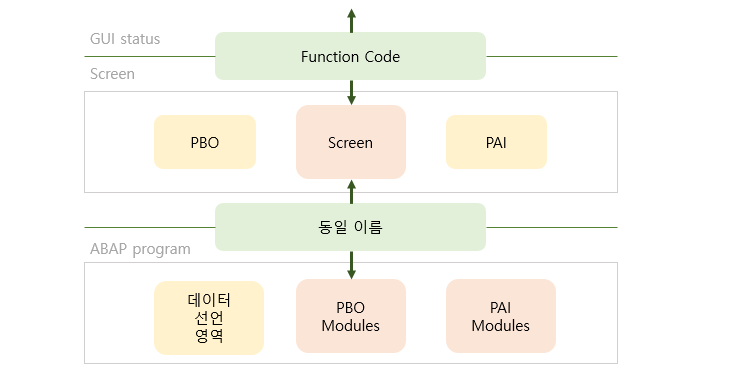 GUI status
Function Code
Screen
PBO
Screen
PAI
동일 이름
ABAP program
데이터
선언
영역
PBO
Modules
PAI
Modules